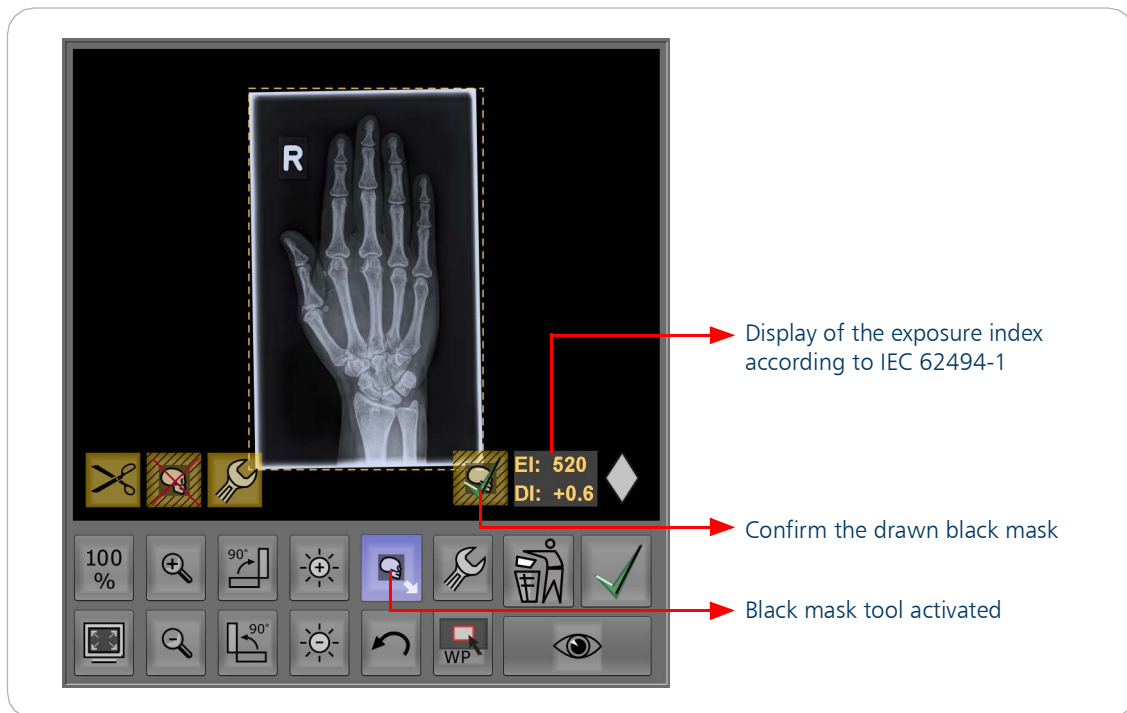 R
EI: 520
DI: +0.6
Display of the exposure index
according to IEC 62494-1
Confirm the drawn black mask
100
%
90°
Black mask tool activated
90°
WP